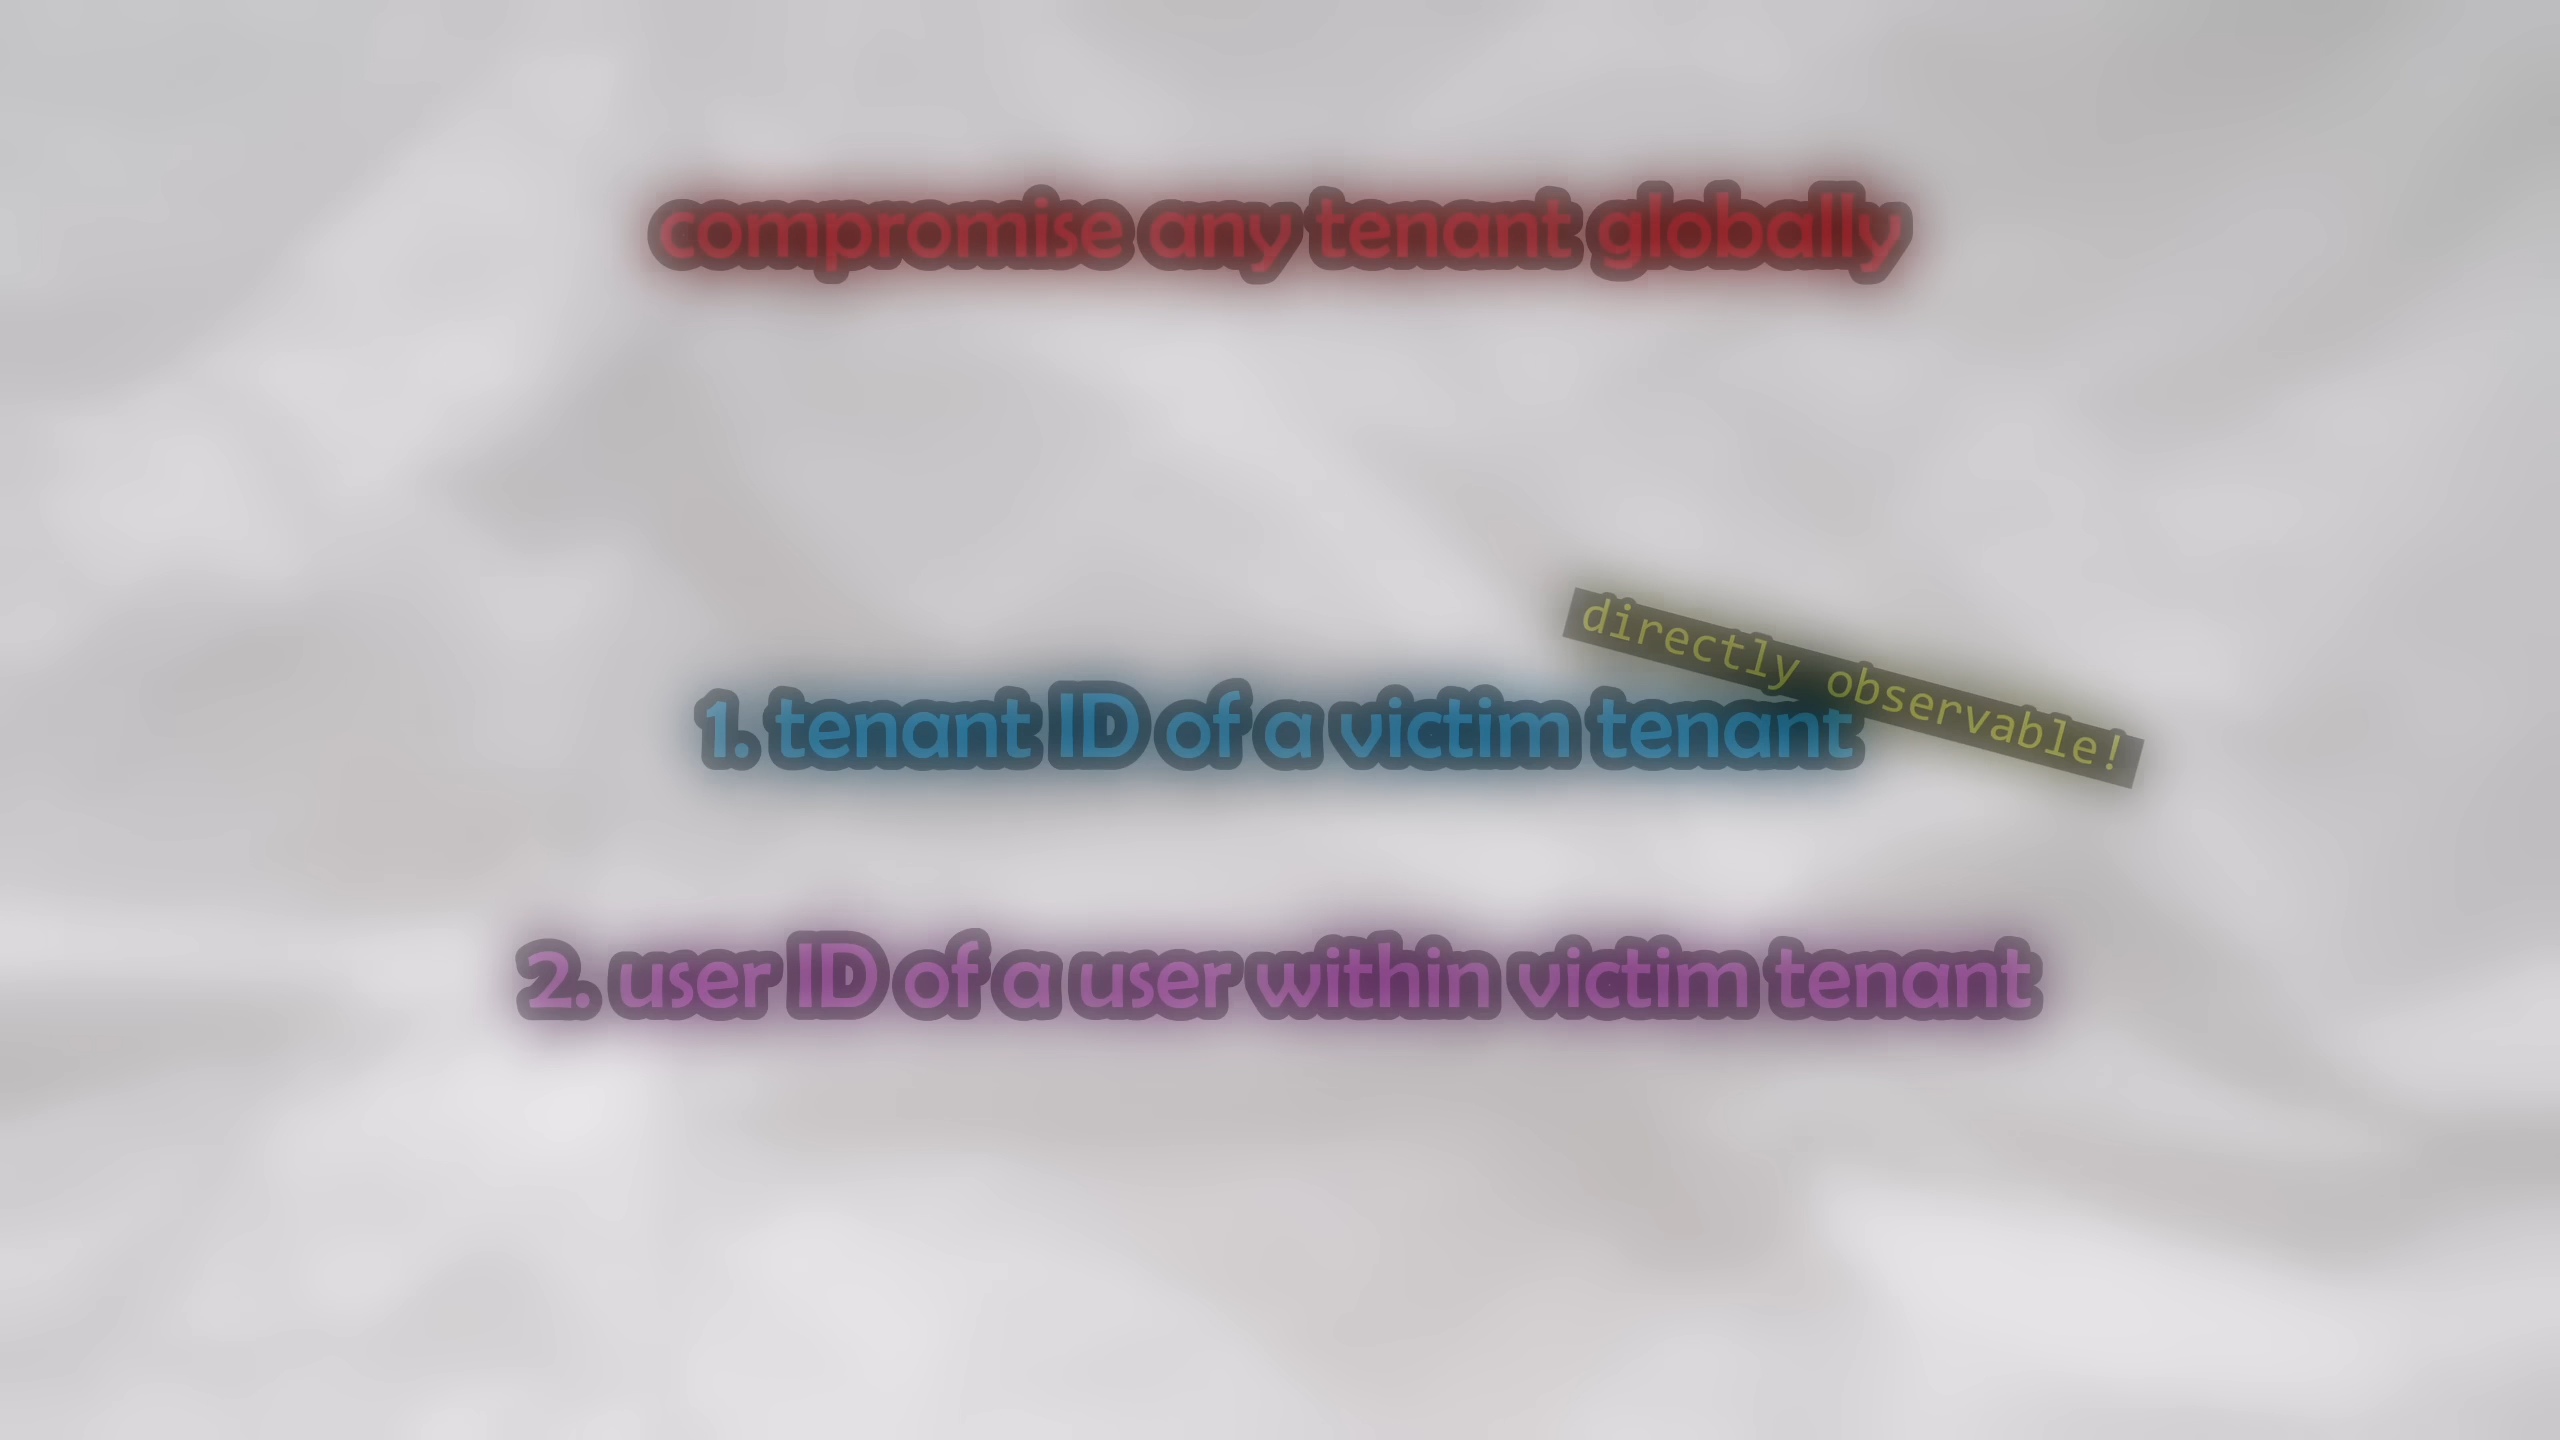 compromise any tenant globally
directly observable!
1. tenant ID of a victim tenant
2. user ID of a user within victim tenant